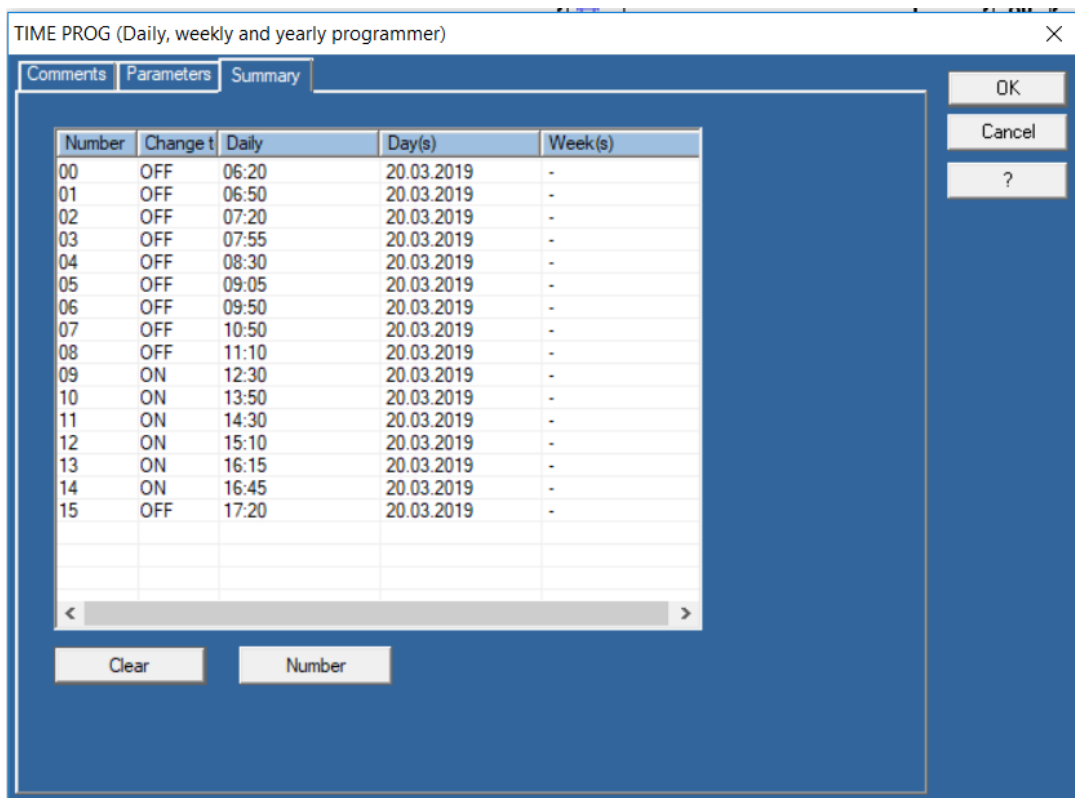 TIME PROG (Daily, weekly and yearly programmer)
Comments Parameters Summary
OK
Cancel
?
Number Change t Daily Day(s) Week(s)
00 OFF 06:20 20.03.2019 -
01 OFF 06:50 20.03.2019 -
02 OFF 07:20 20.03.2019 -
03 OFF 07:55 20.03.2019 -
04 OFF 08:30 20.03.2019 -
05 OFF 09:05 20.03.2019 -
06 OFF 09:50 20.03.2019 -
07 OFF 10:50 20.03.2019 -
08 OFF 11:10 20.03.2019 -
09 ON 12:30 20.03.2019 -
10 ON 13:50 20.03.2019 -
11 ON 14:30 20.03.2019 -
12 ON 15:10 20.03.2019 -
13 ON 16:15 20.03.2019 -
14 ON 16:45 20.03.2019 -
15 OFF 17:20 20.03.2019 -
Clear Number